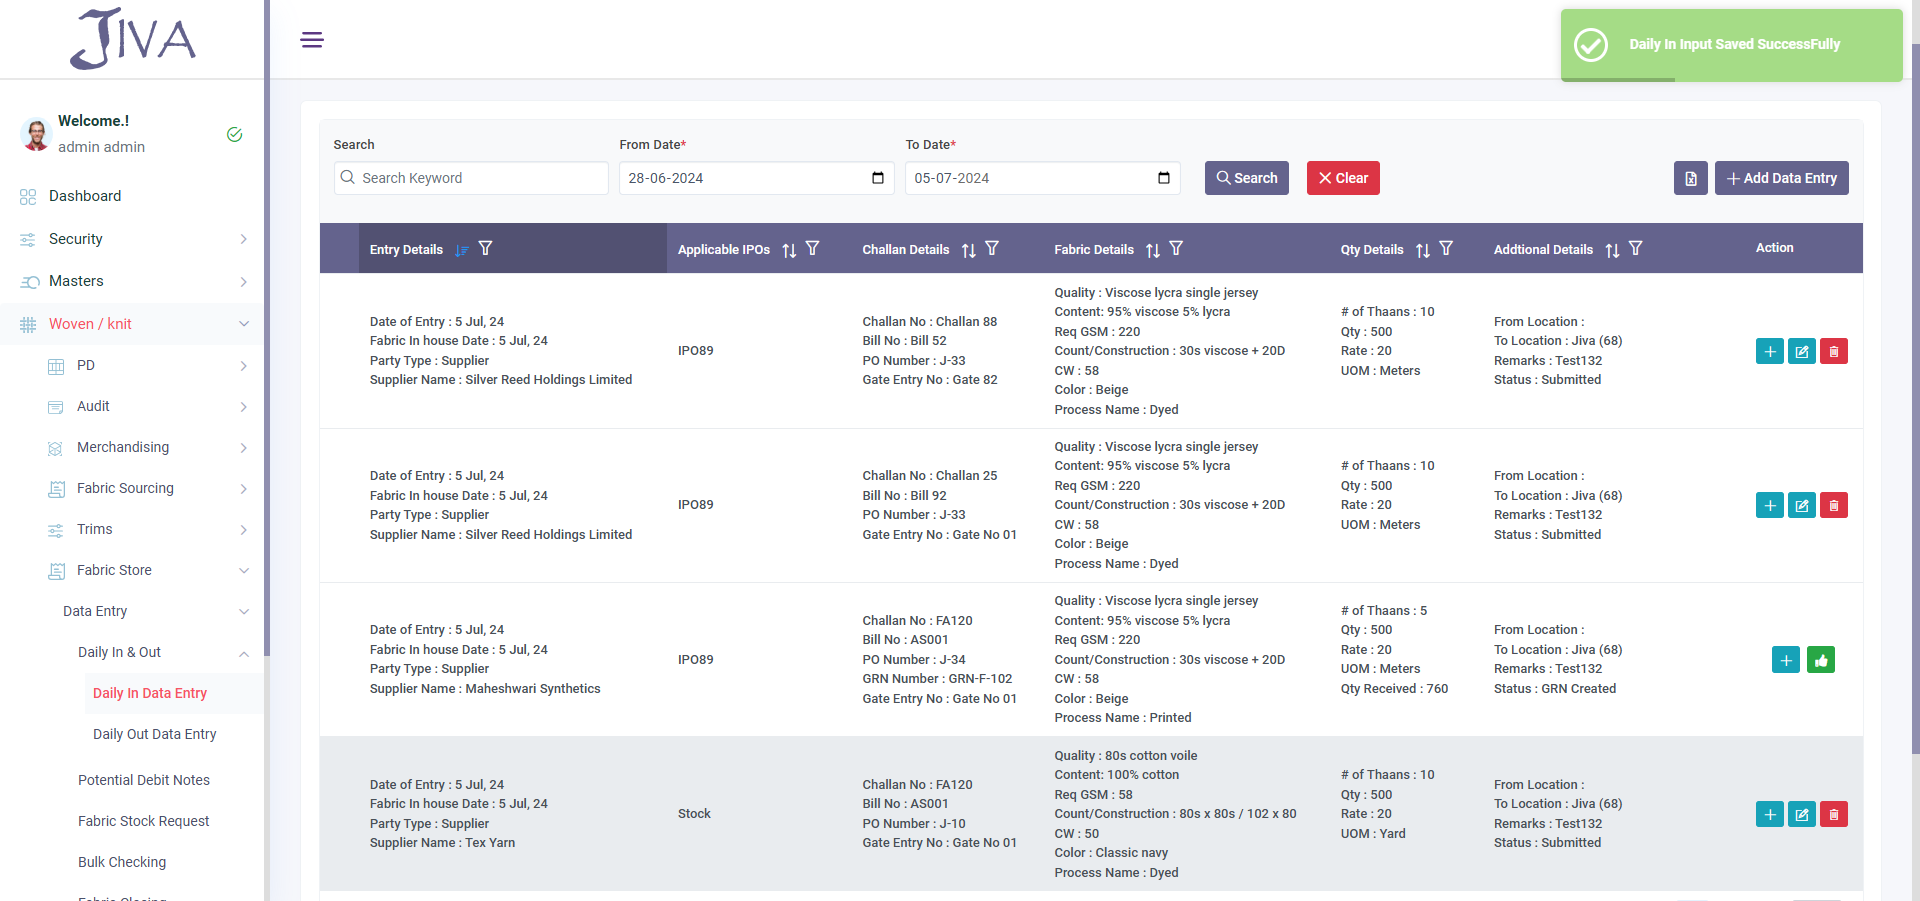 JIVA
Daily In Input Saved SuccessFully
Welcome.!
admin admin
Dashboard
Security
Masters
Woven / knit
PD
Audit
Merchandising
Fabric Sourcing
Trims
Fabric Store
Data Entry
Daily In & Out
Daily In Data Entry
Daily Out Data Entry
Potential Debit Notes
Fabric Stock Request
Bulk Checking
Search
From Date*
To Date*
Search Keyword
28-06-2024
05-07-2024
Search
Clear
Add Data Entry
Entry Details
Applicable IPOs
Challan Details
Fabric Details
Qty Details
Addtional Details
Action
Date of Entry : 5 Jul, 24
Fabric In house Date : 5 Jul, 24
Party Type : Supplier
Supplier Name : Silver Reed Holdings Limited
IPO89
Challan No : Challan 88
Bill No : Bill 52
PO Number : J-33
Gate Entry No : Gate 82
Quality : Viscose lycra single jersey
Content: 95% viscose 5% lycra
Req GSM : 220
Count/Construction : 30s viscose + 20D
CW : 58
Color : Beige
Process Name : Dyed
# of Thaans : 10
Qty : 500
Rate : 20
UOM : Meters
From Location :
To Location : Jiva (68)
Remarks : Test132
Status : Submitted
Date of Entry : 5 Jul, 24
Fabric In house Date : 5 Jul, 24
Party Type : Supplier
Supplier Name : Silver Reed Holdings Limited
IPO89
Challan No : Challan 25
Bill No : Bill 92
PO Number : J-33
Gate Entry No : Gate No 01
Quality : Viscose lycra single jersey
Content: 95% viscose 5% lycra
Req GSM : 220
Count/Construction : 30s viscose + 20D
CW : 58
Color : Beige
Process Name : Dyed
# of Thaans : 10
Qty : 500
Rate : 20
UOM : Meters
From Location :
To Location : Jiva (68)
Remarks : Test132
Status : Submitted
Date of Entry : 5 Jul, 24
Fabric In house Date : 5 Jul, 24
Party Type : Supplier
Supplier Name : Maheshwari Synthetics
IPO89
Challan No : FA120
Bill No : AS001
PO Number : J-34
GRN Number : GRN-F-102
Gate Entry No : Gate No 01
Quality : Viscose lycra single jersey
Content: 95% viscose 5% lycra
Req GSM : 220
Count/Construction : 30s viscose + 20D
CW : 58
Color : Beige
Process Name : Printed
# of Thaans : 5
Qty : 500
Rate : 20
UOM : Meters
Qty Received : 760
From Location :
To Location : Jiva (68)
Remarks : Test132
Status : GRN Created
Date of Entry : 5 Jul, 24
Fabric In house Date : 5 Jul, 24
Party Type : Supplier
Supplier Name : Tex Yarn
Stock
Challan No : FA120
Bill No : AS001
PO Number : J-10
Gate Entry No : Gate No 01
Quality : 80s cotton voile
Content: 100% cotton
Req GSM : 58
Count/Construction : 80s x 80s / 102 x 80
CW : 50
Color : Classic navy
Process Name : Dyed
# of Thaans : 10
Qty : 500
Rate : 20
UOM : Yard
From Location :
To Location : Jiva (68)
Remarks : Test132
Status : Submitted